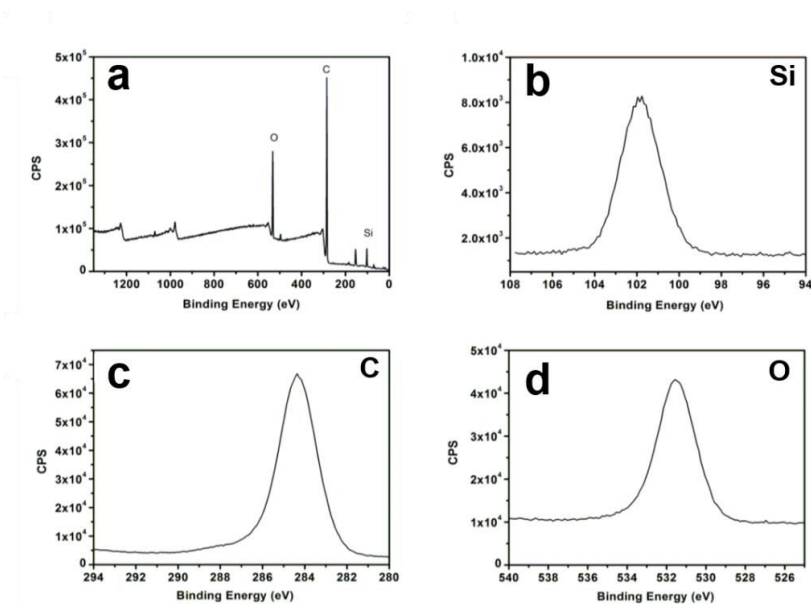 a
5x10⁵
4x10⁵
3x10⁵
2x10⁵
1x10⁵
0
CPS
C
O
Si
1200 1000 800 600 400 200 0
Binding Energy (eV)
b
Si
1.0x10⁴
8.0x10³
6.0x10³
4.0x10³
2.0x10³
CPS
108 106 104 102 100 98 96 94
Binding Energy (eV)
c
C
7x10⁴
6x10⁴
5x10⁴
4x10⁴
3x10⁴
2x10⁴
1x10⁴
0
CPS
294 292 290 288 286 284 282 280
Binding Energy (eV)
d
O
5x10⁴
4x10⁴
3x10⁴
2x10⁴
1x10⁴
0
CPS
540 538 536 534 532 530 528 526
Binding Energy (eV)